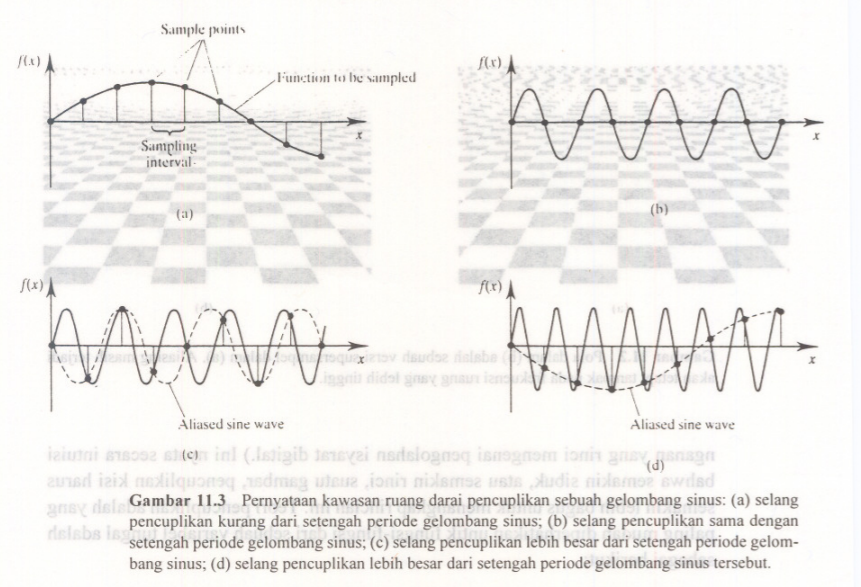 Sample points
f(x)
Function to be sampled
x
Sampling
interval
(a)
f(x)
x
(b)
f(x)
x
Aliased sine wave
(c)
f(x)
x
Aliased sine wave
(d)
Gambar 11.3 Pernyataan kawasan ruang darai pencuplikan sebuah gelombang sinus: (a) selang
pencuplikan kurang dari setengah periode gelombang sinus; (b) selang pencuplikan sama dengan
setengah periode gelombang sinus; (c) selang pencuplikan lebih besar dari setengah periode gelom-
bang sinus; (d) selang pencuplikan lebih besar dari setengah periode gelombang sinus tersebut.